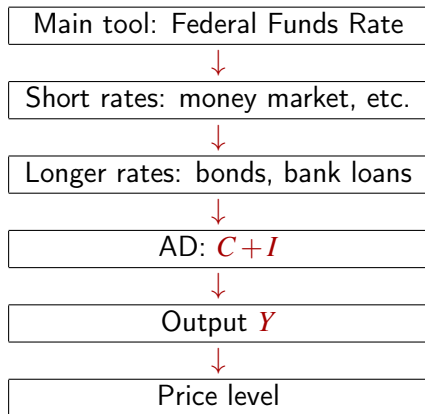 Main tool: Federal Funds Rate
↓
Short rates: money market, etc.
↓
Longer rates: bonds, bank loans
↓
AD: C + I
↓
Output Y
↓
Price level